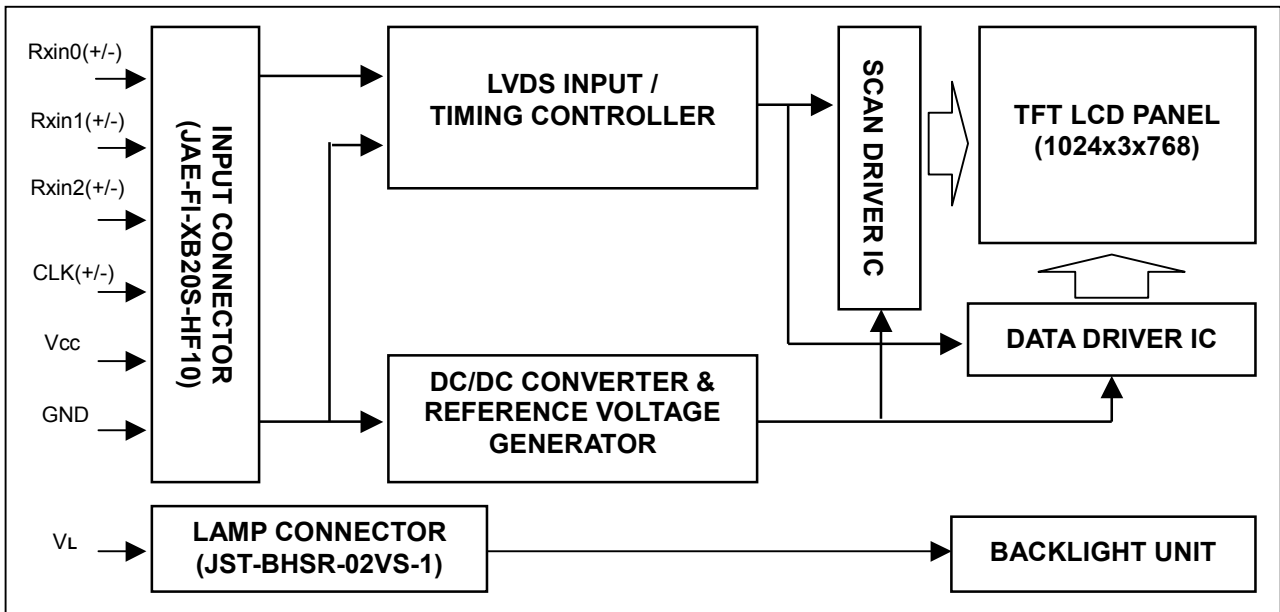 Rxin0(+/-)
Rxin1(+/-)
Rxin2(+/-)
CLK(+/-)
Vcc
GND
VL
INPUT CONNECTOR
(JAE-FI-XB20S-HF10)
LVDS INPUT /
TIMING CONTROLLER
DC/DC CONVERTER &
REFERENCE VOLTAGE
GENERATOR
SCAN DRIVER IC
TFT LCD PANEL
(1024x3x768)
DATA DRIVER IC
LAMP CONNECTOR
(JST-BHSR-02VS-1)
BACKLIGHT UNIT